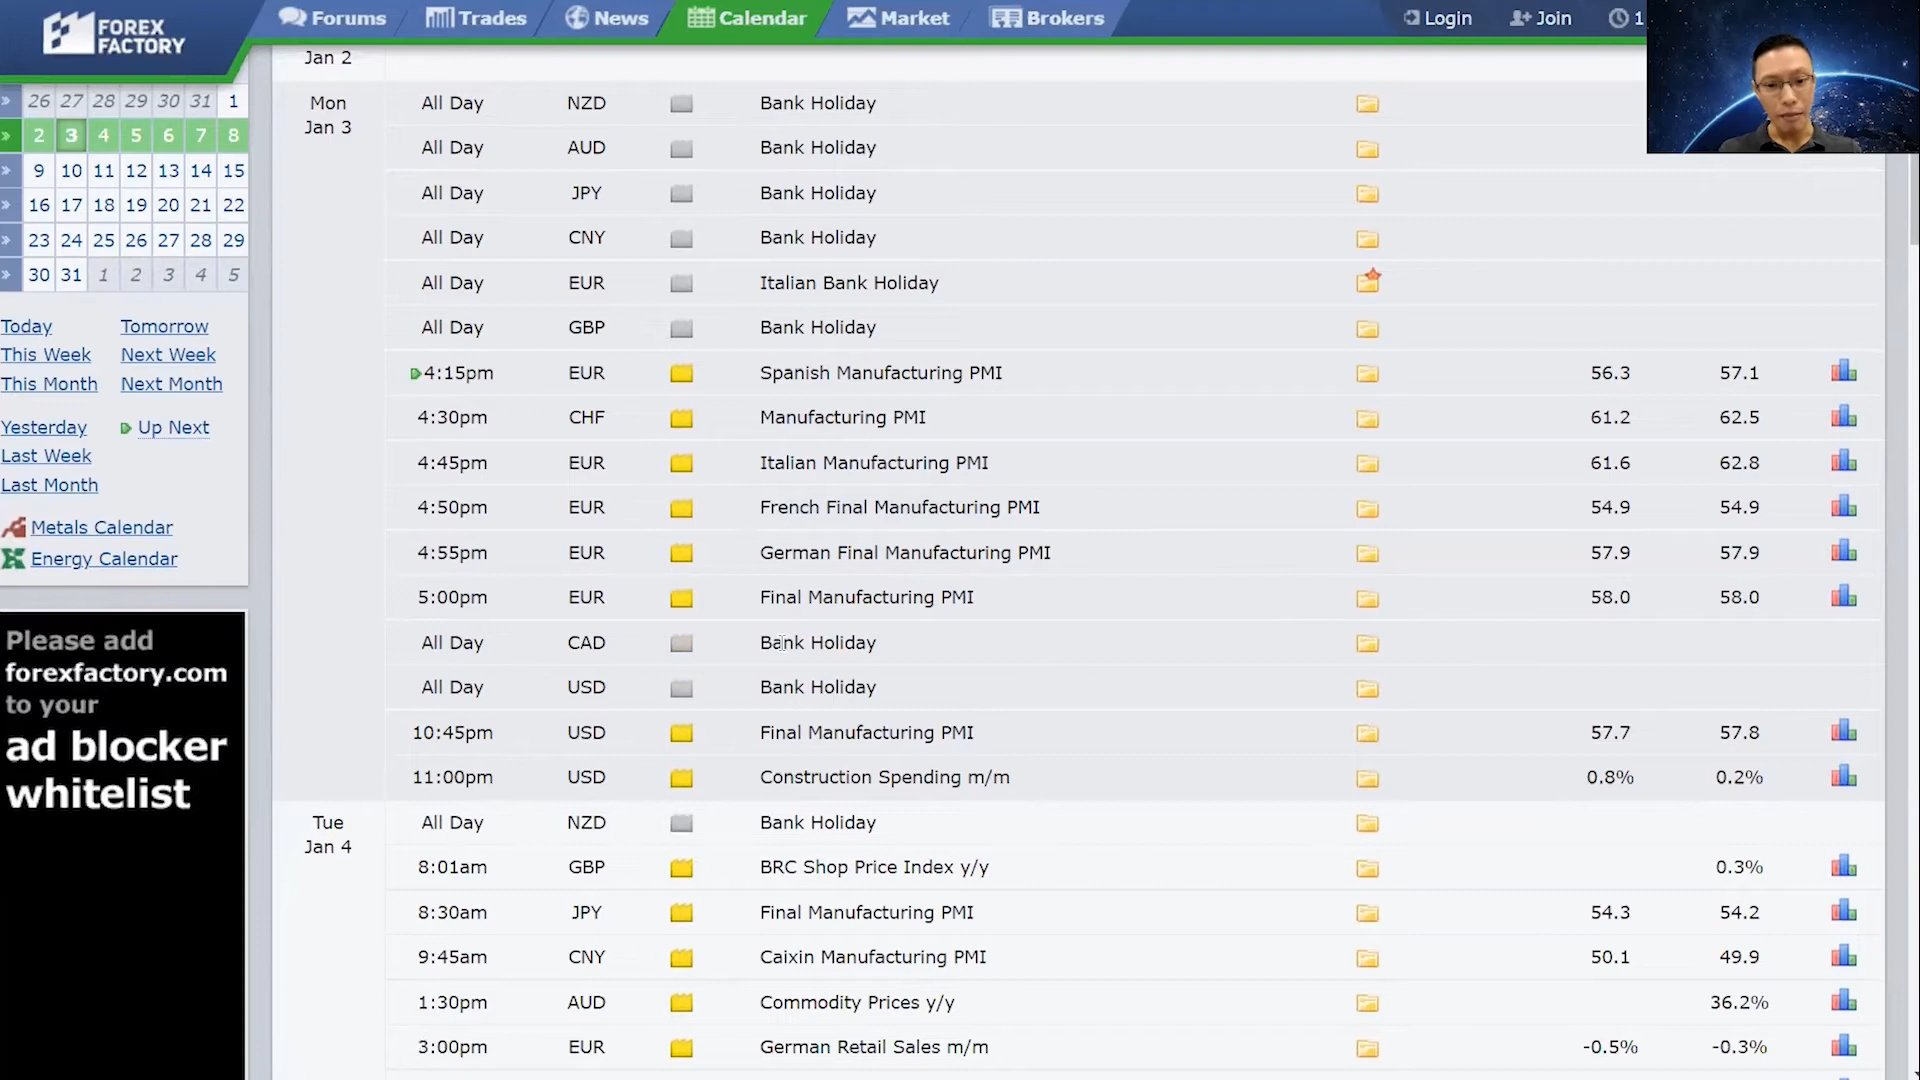 FOREX
FACTORY
Forums
Trades
News
Calendar
Market
Brokers
Login
Join
1
26 27 28 29 30 31 1
2 3 4 5 6 7 8
9 10 11 12 13 14 15
16 17 18 19 20 21 22
23 24 25 26 27 28 29
30 31 1 2 3 4 5
Today Tomorrow
This Week Next Week
This Month Next Month
Yesterday Up Next
Last Week
Last Month
Metals Calendar
Energy Calendar
Please add
forexfactory.com
to your
ad blocker
whitelist
Jan 2
Mon
Jan 3
All Day NZD Bank Holiday
All Day AUD Bank Holiday
All Day JPY Bank Holiday
All Day CNY Bank Holiday
All Day EUR Italian Bank Holiday
All Day GBP Bank Holiday
4:15pm EUR Spanish Manufacturing PMI 56.3 57.1
4:30pm CHF Manufacturing PMI 61.2 62.5
4:45pm EUR Italian Manufacturing PMI 61.6 62.8
4:50pm EUR French Final Manufacturing PMI 54.9 54.9
4:55pm EUR German Final Manufacturing PMI 57.9 57.9
5:00pm EUR Final Manufacturing PMI 58.0 58.0
All Day CAD Bank Holiday
All Day USD Bank Holiday
10:45pm USD Final Manufacturing PMI 57.7 57.8
11:00pm USD Construction Spending m/m 0.8% 0.2%
Tue
Jan 4
All Day NZD Bank Holiday
8:01am GBP BRC Shop Price Index y/y 0.3%
8:30am JPY Final Manufacturing PMI 54.3 54.2
9:45am CNY Caixin Manufacturing PMI 50.1 49.9
1:30pm AUD Commodity Prices y/y 36.2%
3:00pm EUR German Retail Sales m/m -0.5% -0.3%